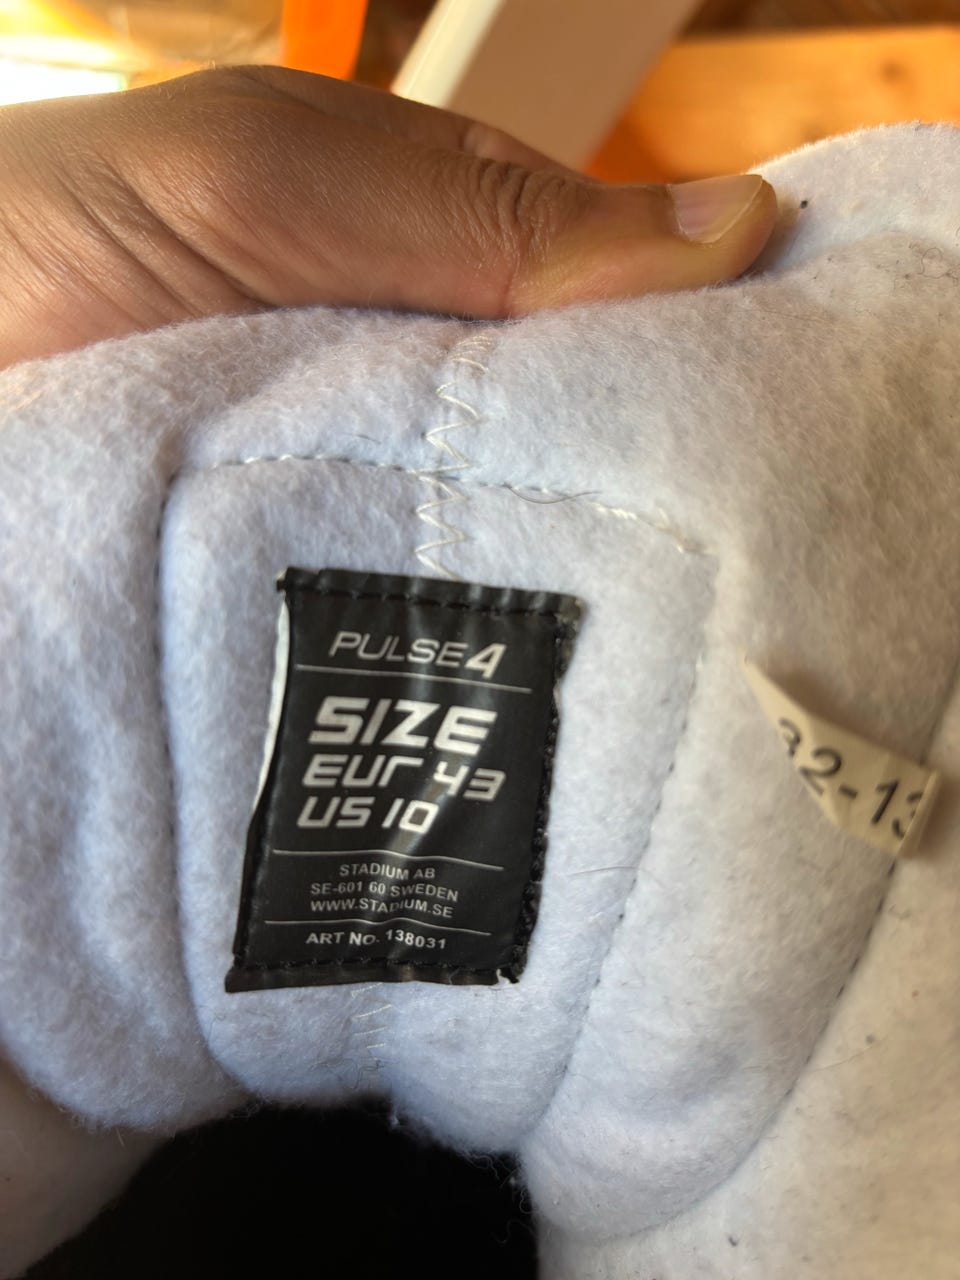 PULSE4
SIZE
EUR 43
US 10
STADIUM AB
SE-601 60 SWEDEN
WWW.STADIUM.SE
ART NO. 138031
2-13